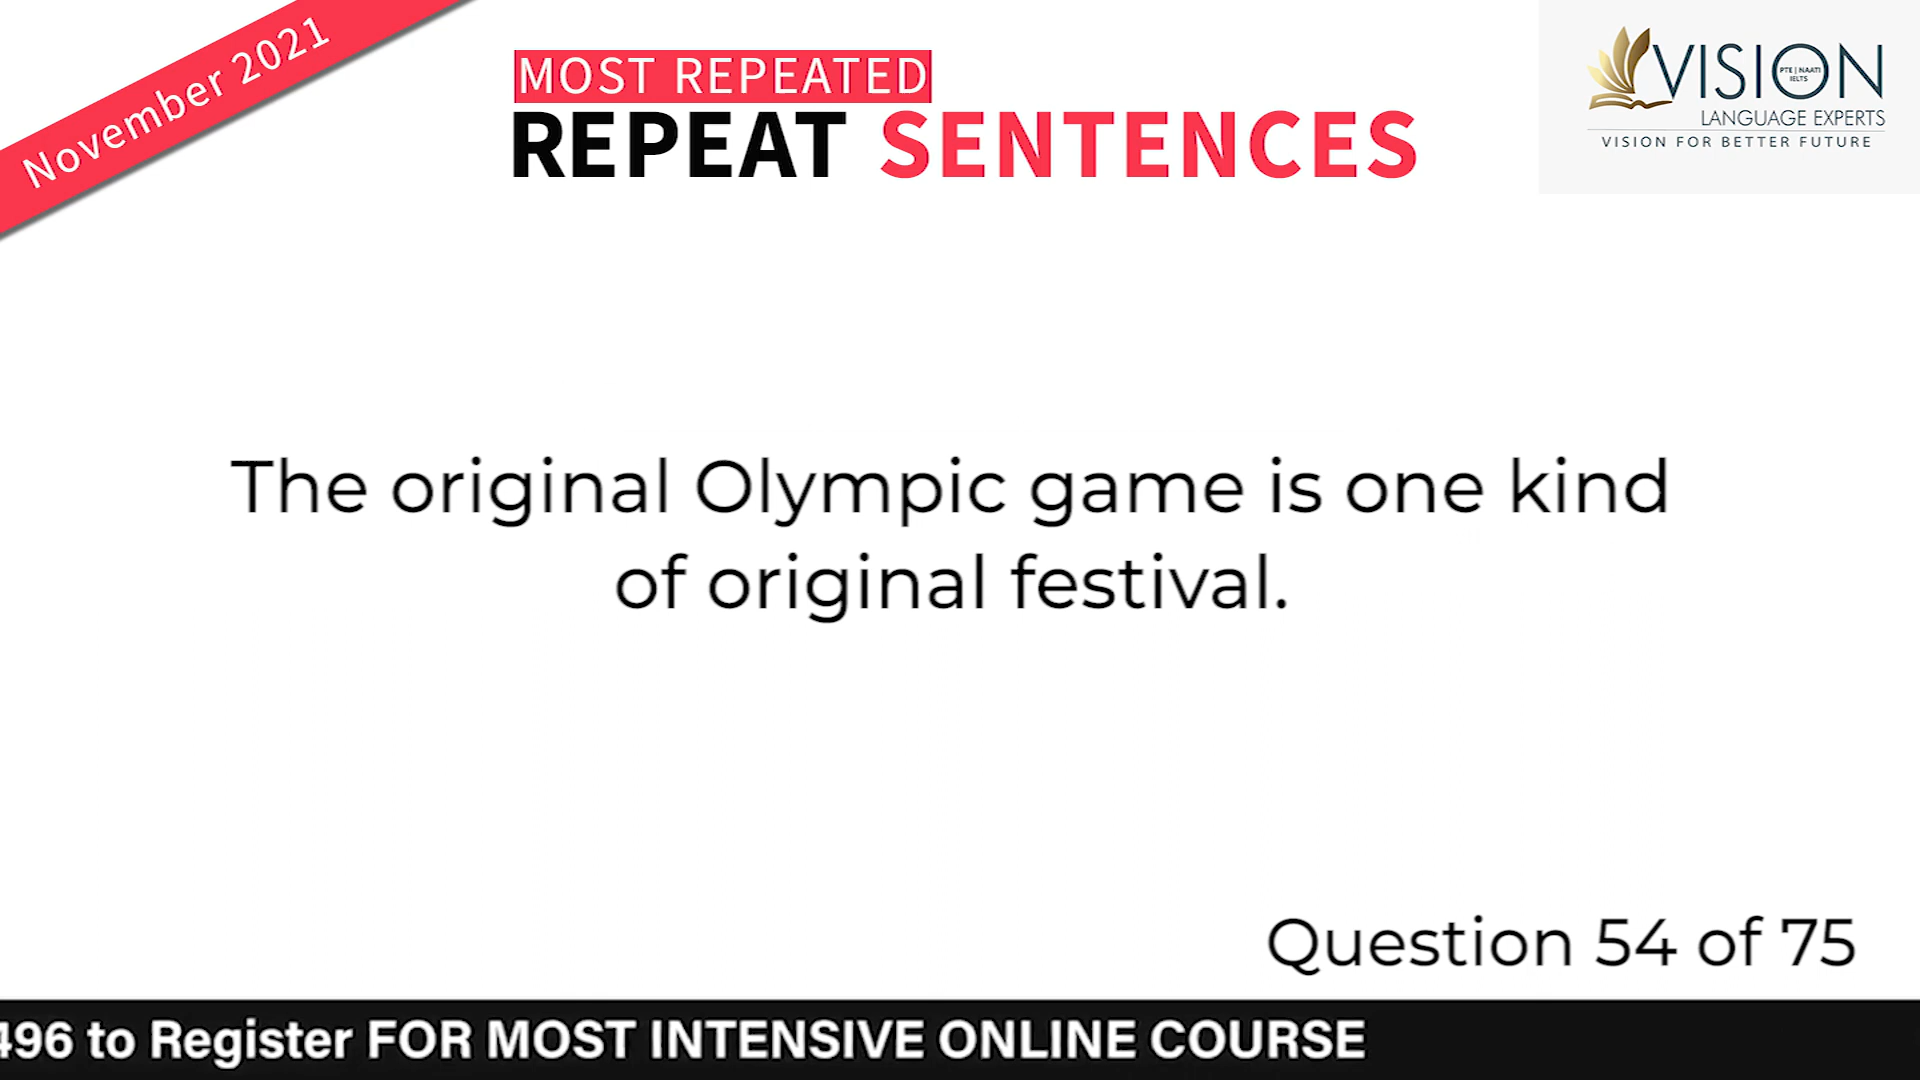 November 2021
MOST REPEATED
REPEAT SENTENCES
VISION
PTE | NAATI
IELTS
LANGUAGE EXPERTS
VISION FOR BETTER FUTURE
The original Olympic game is one kind
of original festival.
Question 54 of 75
496 to Register FOR MOST INTENSIVE ONLINE COURSE